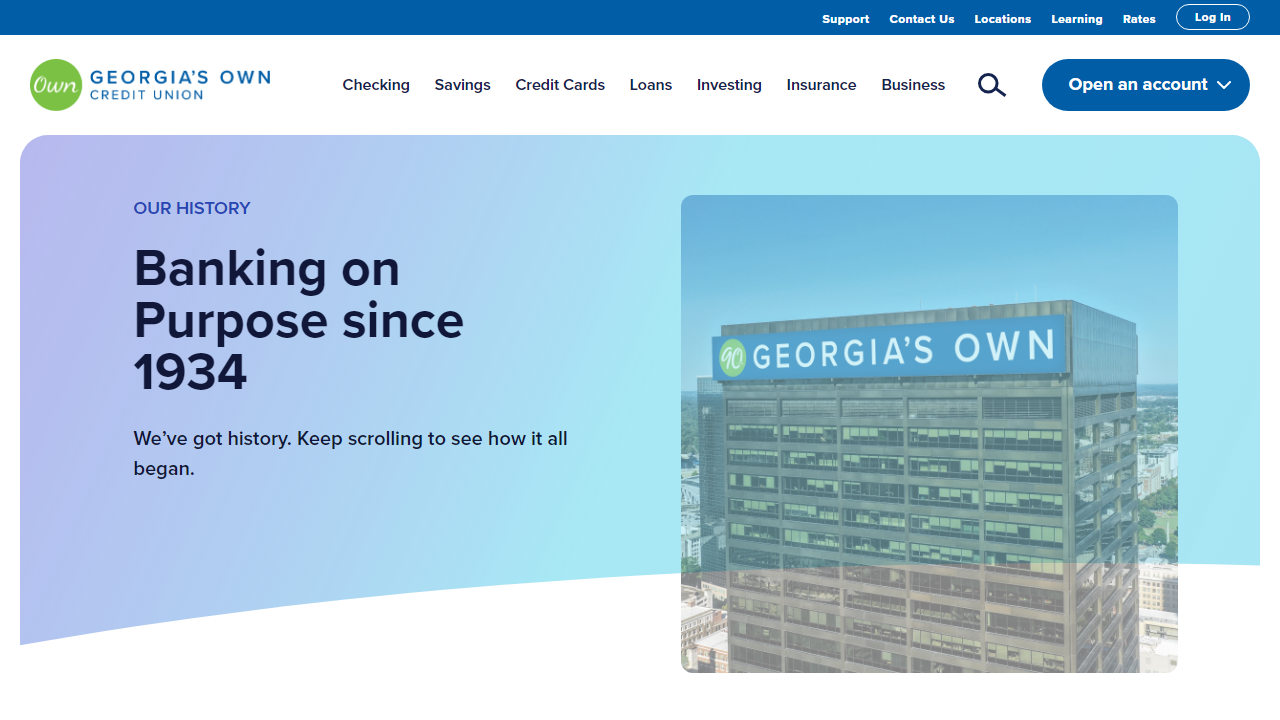 Support Contact Us Locations Learning Rates Log In
Own GEORGIA'S OWN
CREDIT UNION
Checking Savings Credit Cards Loans Investing Insurance Business Open an account
OUR HISTORY
Banking on
Purpose since
1934
We've got history. Keep scrolling to see how it all
began.
90 GEORGIA'S OWN